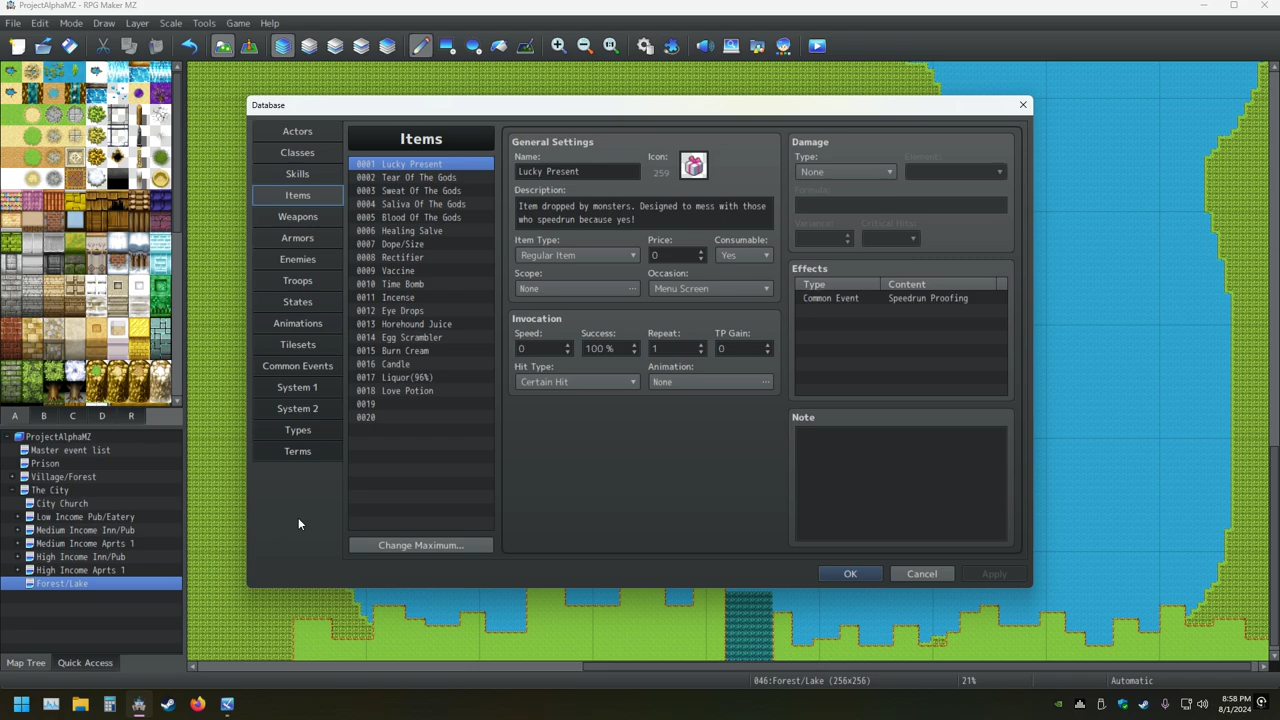 ProjectAlphaMZ - RPG Maker MZ
File Edit Mode Draw Layer Scale Tools Game Help
Database
Actors
Classes
Skills
Items
Weapons
Armors
Enemies
Troops
States
Animations
Tilesets
Common Events
System 1
System 2
Types
Terms
Items
0001 Lucky Present
0002 Tear Of The Gods
0003 Sweat Of The Gods
0004 Saliva Of The Gods
0005 Blood Of The Gods
0006 Healing Salve
0007 Dope/Size
0008 Rectifier
0009 Vaccine
0010 Time Bomb
0011 Incense
0012 Eye Drops
0013 Horehound Juice
0014 Egg Scrambler
0015 Burn Cream
0016 Candle
0017 Liquor(96%)
0018 Love Potion
0019
0020
Change Maximum...
General Settings
Name: Icon:
Lucky Present 259
Description:
Item dropped by monsters. Designed to mess with those
who speedrun because yes!
Item Type: Price: Consumable:
Regular Item 0 Yes
Scope: Occasion:
None ... Menu Screen
Invocation
Speed: Success: Repeat: TP Gain:
0 100 % 1 0
Hit Type: Animation:
Certain Hit None ...
Damage
Type: Element:
None
Formula:
Variance: Critical Hits:
Effects
Type Content
Common Event Speedrun Proofing
Note
OK Cancel Apply
A B C D R
ProjectAlphaMZ
Master event list
Prison
Village/Forest
The City
City Church
Low Income Pub/Eatery
Medium Income Inn/Pub
Medium Income Aprts 1
High Income Inn/Pub
High Income Aprts 1
Forest/Lake
Map Tree Quick Access
046:Forest/Lake (256x256) 21% Automatic
8:58 PM
8/1/2024